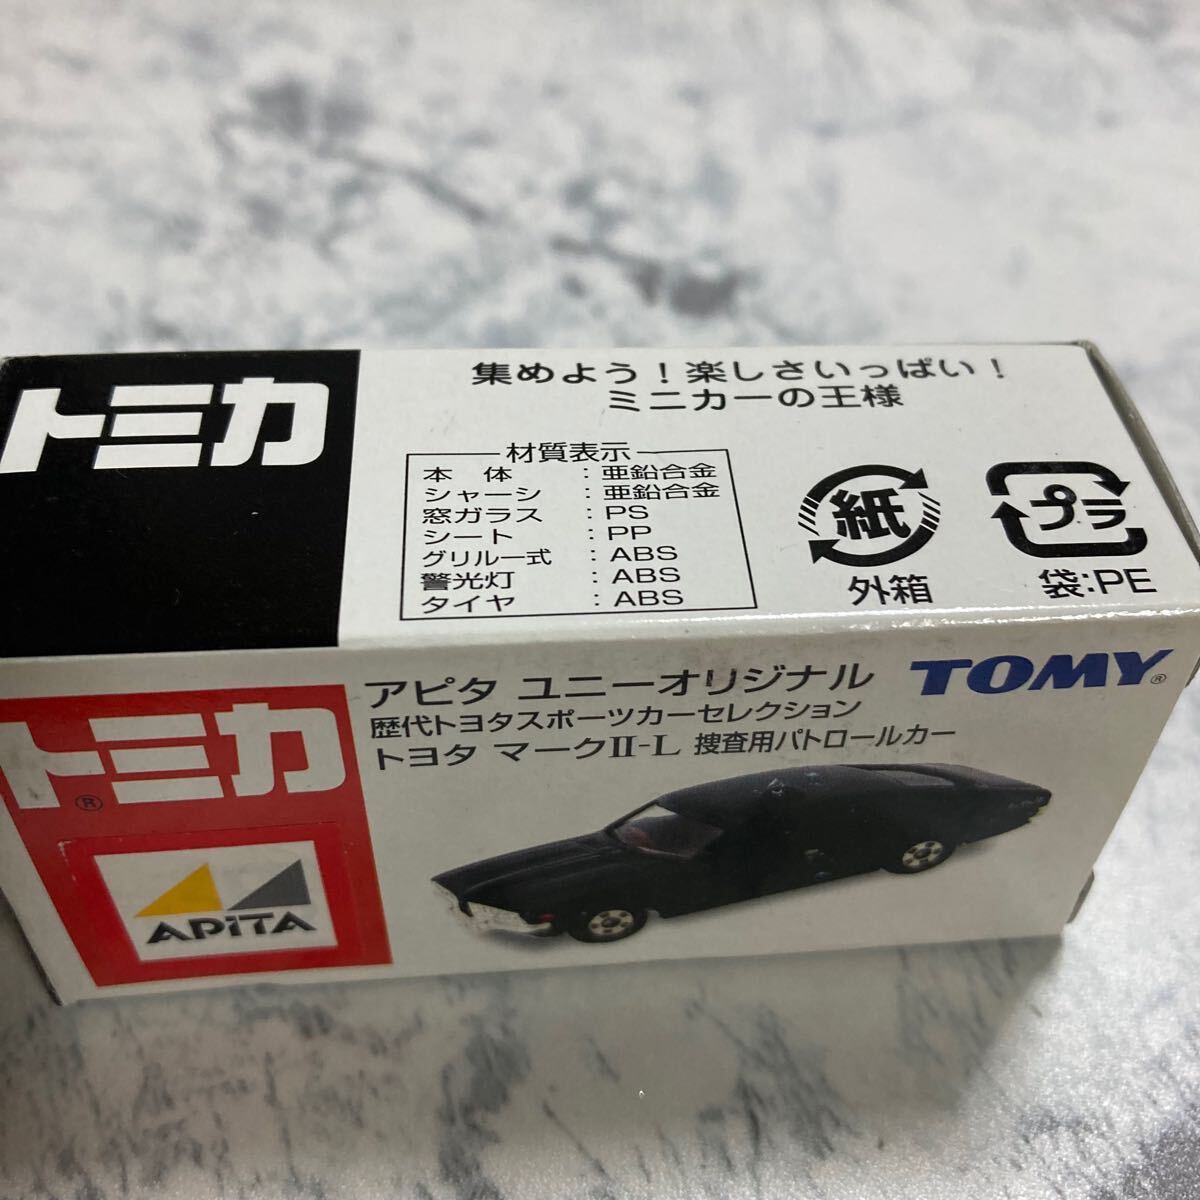 トミカ
集めよう！楽しさいっぱい！
ミニカーの王様
材質表示
本　体　：亜鉛合金
シャーシ　：亜鉛合金
窓ガラス　：PS
シート　：PP
グリル一式　：ABS
警光灯　：ABS
タイヤ　：ABS
紙
外箱
プラ
袋:PE
トミカ®
APiTA
アピタ ユニーオリジナル
歴代トヨタスポーツカーセレクション
トヨタ マークII-L 捜査用パトロールカー
TOMY®